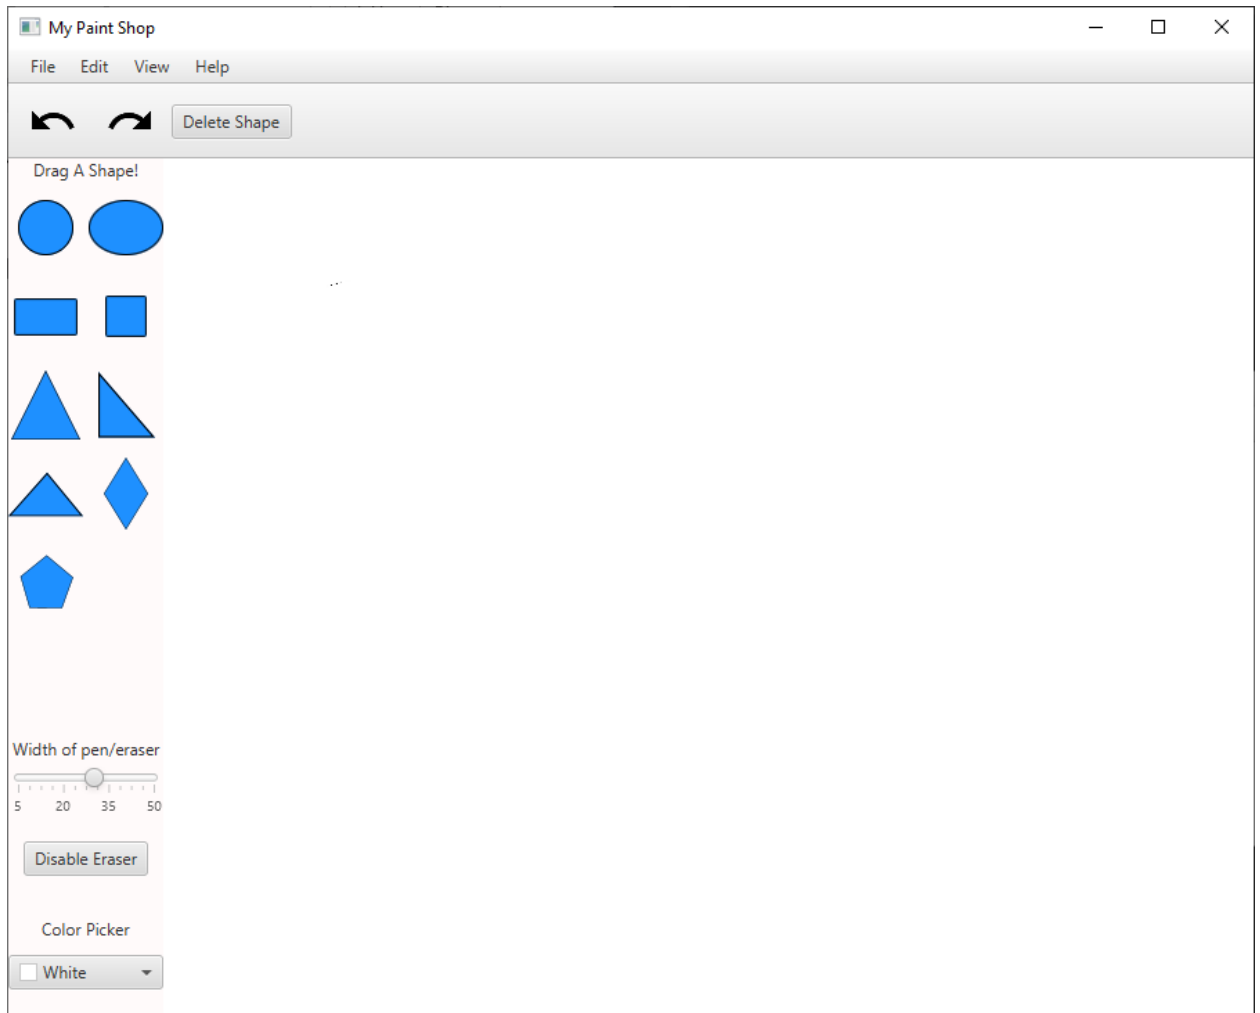 My Paint Shop
File Edit View Help
Delete Shape
Drag A Shape!
Width of pen/eraser
5 20 35 50
Disable Eraser
Color Picker
White